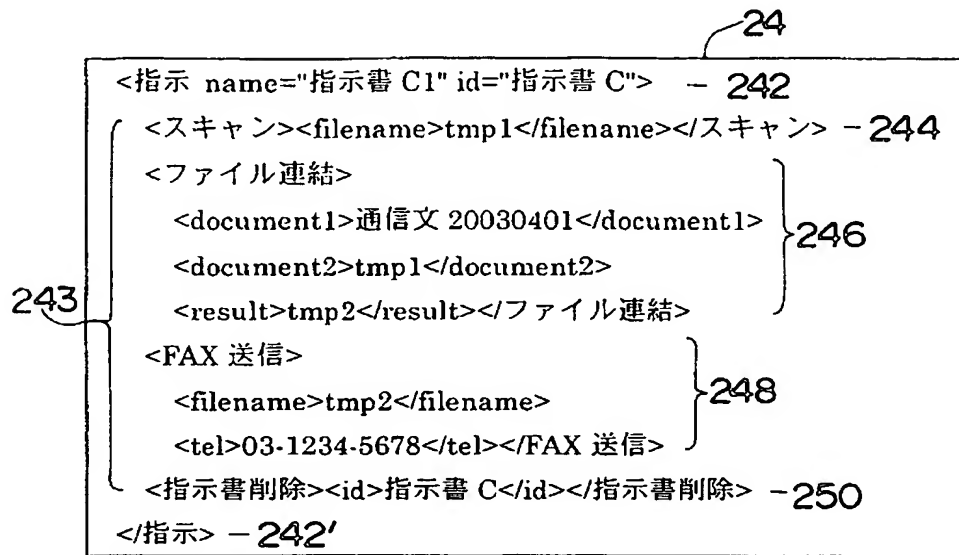 24
<指示 name="指示書 C1" id="指示書 C"> - 242
<スキャン><filename>tmp1</filename></スキャン> - 244
<ファイル連結>
<document1>通信文 20030401</document1>
246
<document2>tmp1</document2>
243
<result>tmp2</result></ファイル連結>
<FAX 送信>
248
<filename>tmp2</filename>
<tel>03-1234-5678</tel></FAX 送信>
<指示書削除><id>指示書 C</id></指示書削除> - 250
</指示> - 242'